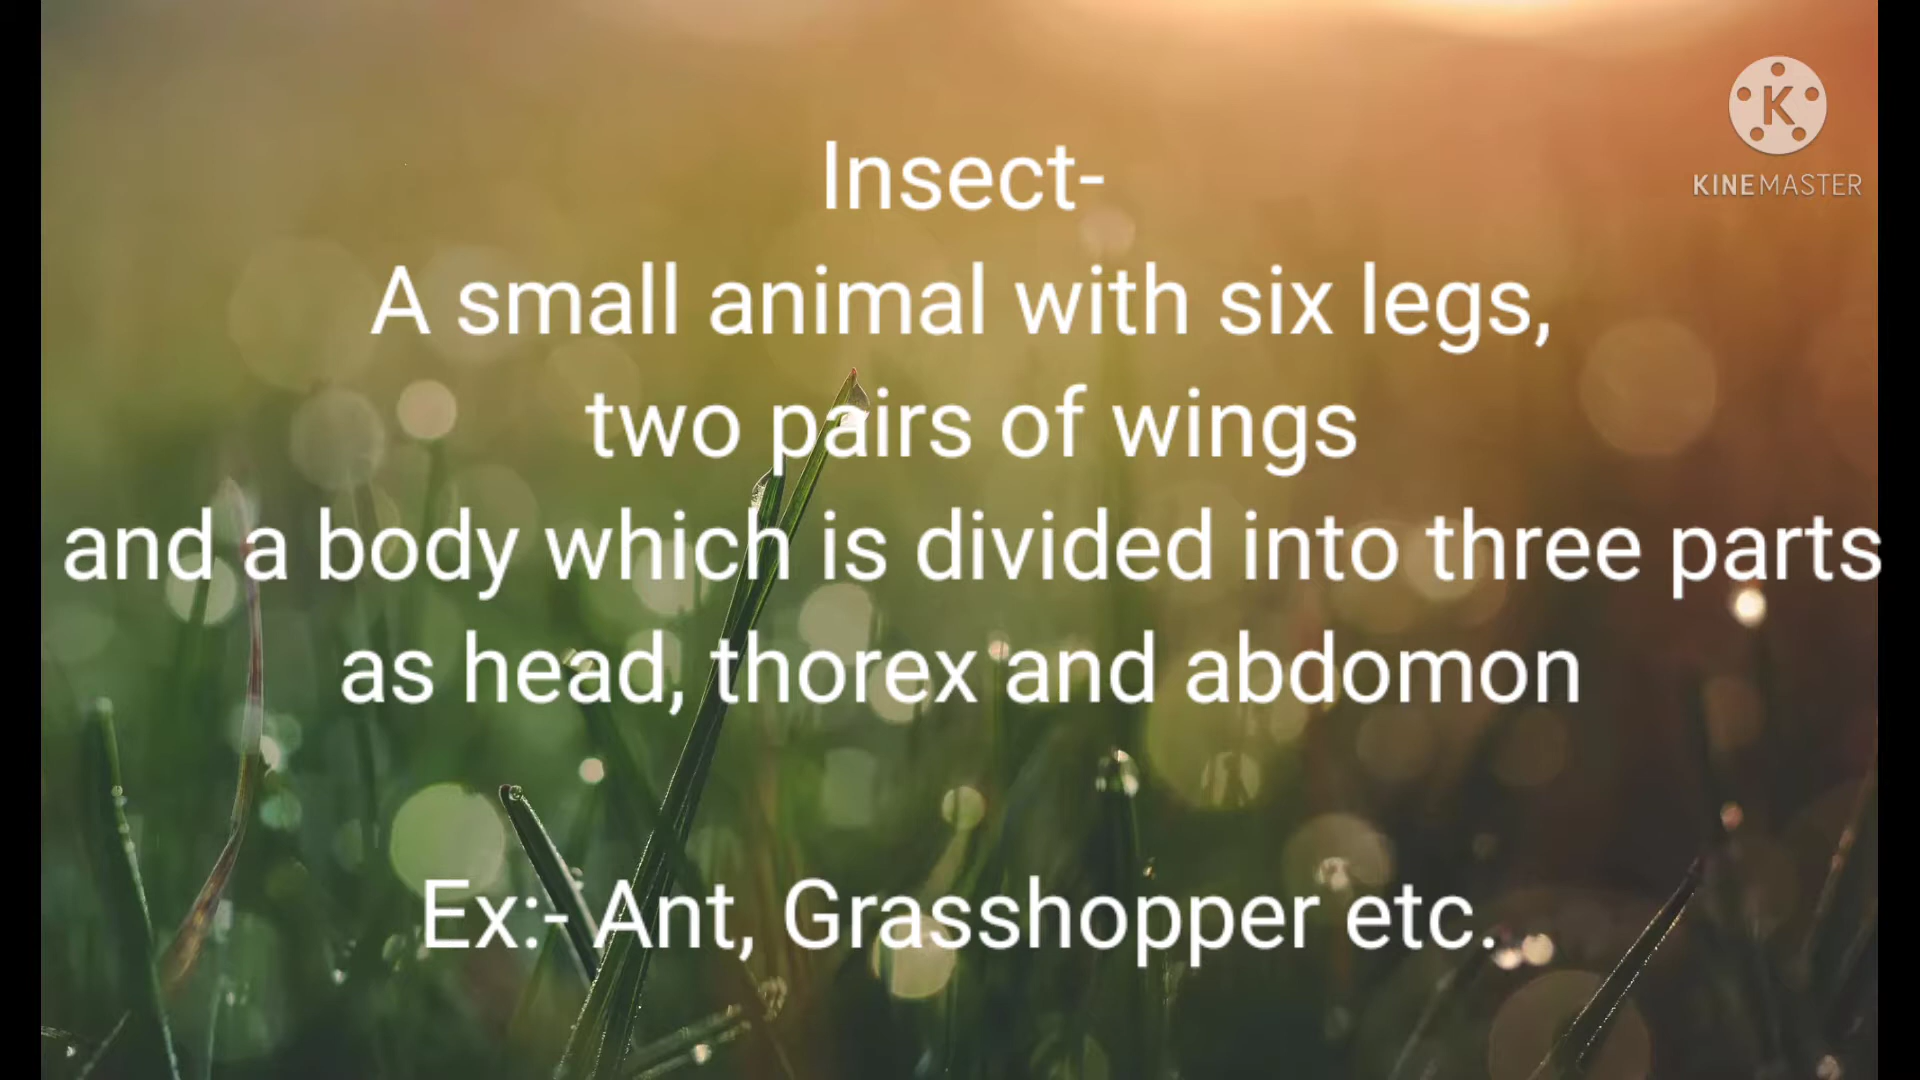 K
KINEMASTER
Insect-
A small animal with six legs,
two pairs of wings
and a body which is divided into three parts
as head, thorex and abdomon
Ex:- Ant, Grasshopper etc.